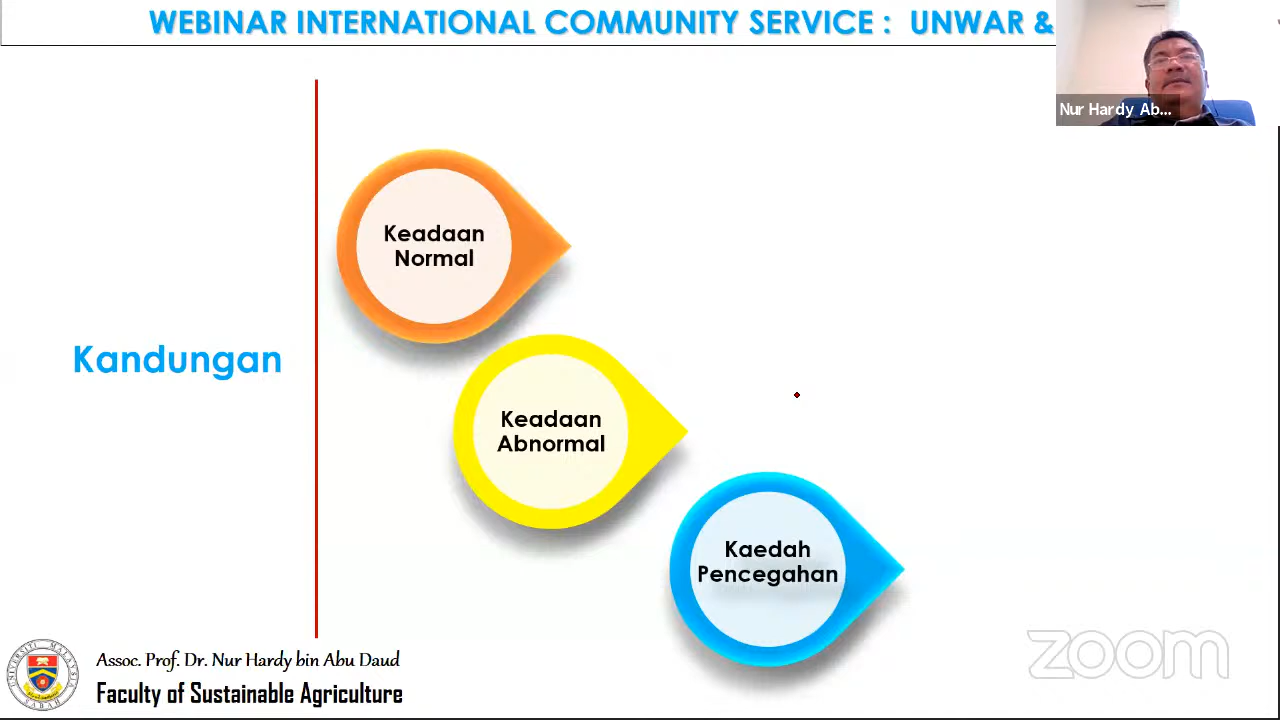 WEBINAR INTERNATIONAL COMMUNITY SERVICE : UNWAR &
Nur Hardy Ab...
Keadaan
Normal
Kandungan
Keadaan
Abnormal
Kaedah
Pencegahan
zoom
Assoc. Prof. Dr. Nur Hardy bin Abu Daud
Faculty of Sustainable Agriculture